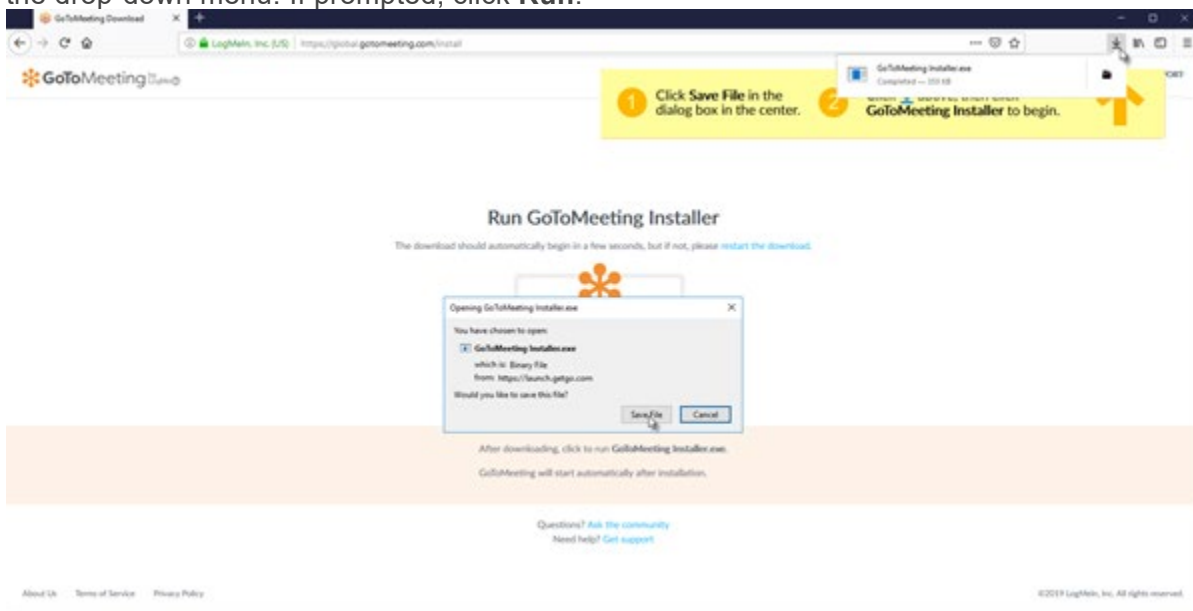 the drop-down menu. If prompted, click Run.
GoToMeeting Download
LogMeIn, Inc. (US) https://global.gotomeeting.com/install
GoToMeeting
GoToMeeting Installer.exe
Completed —
1 Click Save File in the
dialog box in the center.
2
above, then click
GoToMeeting Installer to begin.
Run GoToMeeting Installer
The download should automatically begin in a few seconds, but if not, please restart the download.
Opening GoToMeeting Installer.exe
You have chosen to open:
GoToMeeting Installer.exe
which is: Binary File
from: https://launch.getgo.com
Would you like to save this file?
Save File Cancel
After downloading, click to run GoToMeeting Installer.exe.
GoToMeeting will start automatically after installation.
Questions? Ask the community
Need help? Get support
About Us Terms of Service Privacy Policy
©2019 LogMeIn, Inc. All rights reserved.